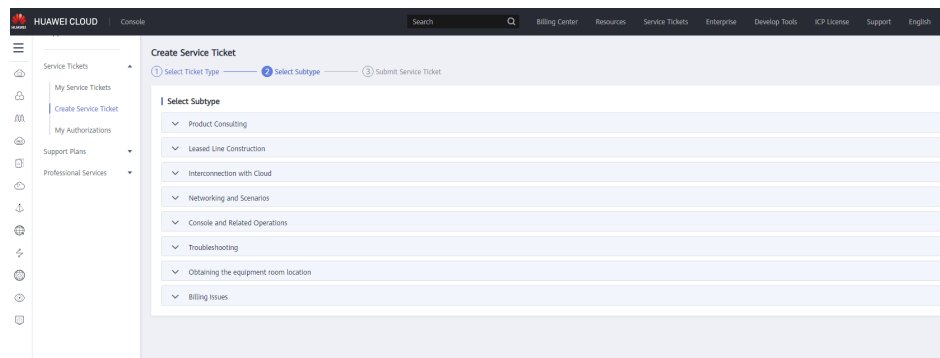 HUAWEI
HUAWEI CLOUD
Console
Search
Billing Center
Resources
Service Tickets
Enterprise
Develop Tools
ICP License
Support
English
Service Tickets
My Service Tickets
Create Service Ticket
My Authorizations
Support Plans
Professional Services
Create Service Ticket
1 Select Ticket Type
2 Select Subtype
3 Submit Service Ticket
Select Subtype
Product Consulting
Leased Line Construction
Interconnection with Cloud
Networking and Scenarios
Console and Related Operations
Troubleshooting
Obtaining the equipment room location
Billing Issues